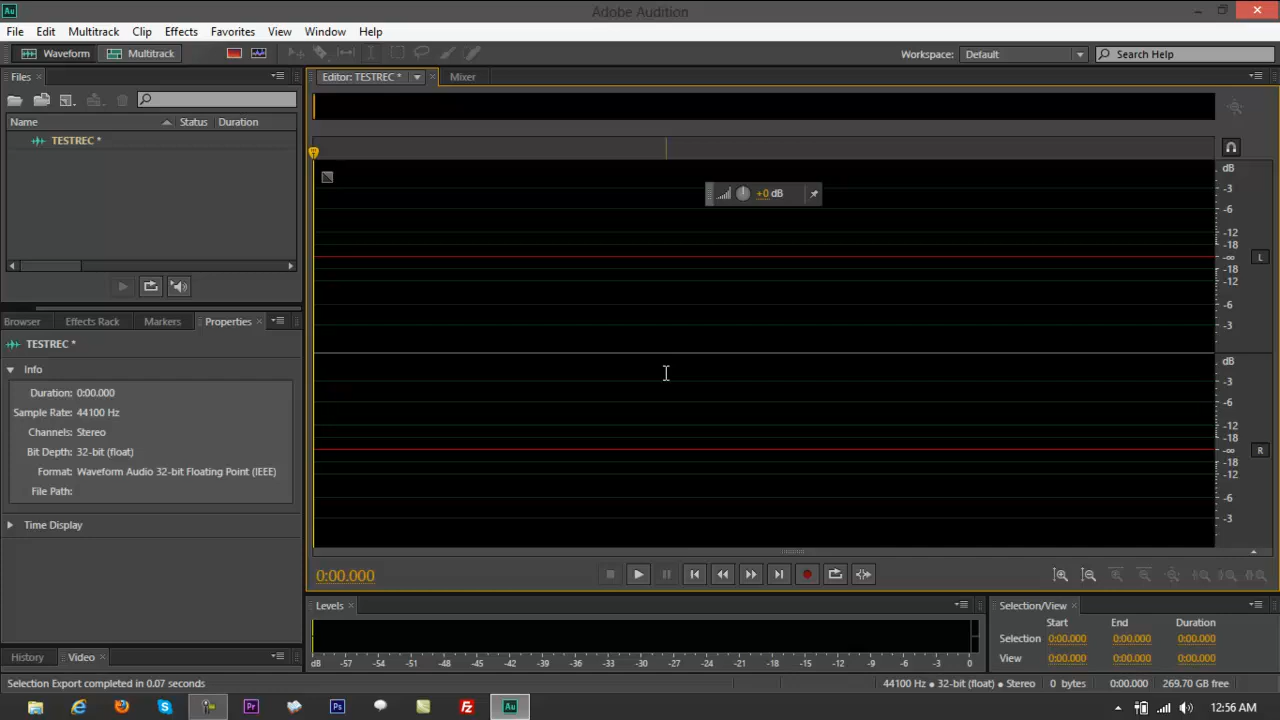 Au
Adobe Audition
File Edit Multitrack Clip Effects Favorites View Window Help
Waveform Multitrack Workspace: Default Search Help
Files Editor: TESTREC * Mixer
Name Status Duration
TESTREC *
dB
-3
+0 dB
-6
-12
-18
-∞ L
-18
-12
-6
-3
Browser Effects Rack Markers Properties
TESTREC *
dB
Info
-3
Duration: 0:00.000
-6
Sample Rate: 44100 Hz
-12
Channels: Stereo
-18
Bit Depth: 32-bit (float)
-∞ R
-18
Format: Waveform Audio 32-bit Floating Point (IEEE)
-12
File Path:
-6
Time Display
-3
0:00.000
Levels Selection/View
Start End Duration
Selection 0:00.000 0:00.000 0:00.000
History Video
View 0:00.000 0:00.000 0:00.000
dB -57 -54 -51 -48 -45 -42 -39 -36 -33 -30 -27 -24 -21 -18 -15 -12 -9 -6 -3 0
Selection Export completed in 0.07 seconds 44100 Hz ● 32-bit (float) ● Stereo 0 bytes 0:00.000 269.70 GB free
Pr Ps Fz Au 12:56 AM